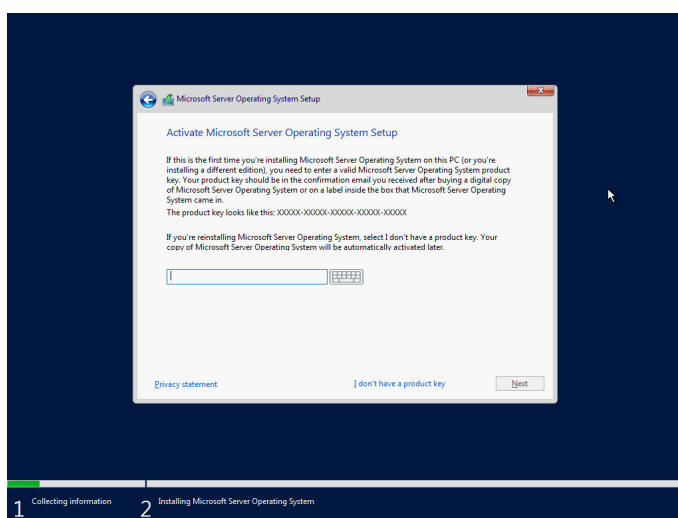 Microsoft Server Operating System Setup
Activate Microsoft Server Operating System Setup
If this is the first time you're installing Microsoft Server Operating System on this PC (or you're
installing a different edition), you need to enter a valid Microsoft Server Operating System product
key. Your product key should be in the confirmation email you received after buying a digital copy
of Microsoft Server Operating System or on a label inside the box that Microsoft Server Operating
System came in.
The product key looks like this: XXXXX-XXXXX-XXXXX-XXXXX-XXXXX
If you're reinstalling Microsoft Server Operating System, select I don't have a product key. Your
copy of Microsoft Server Operating System will be automatically activated later.
Privacy statement
I don't have a product key
Next
1 Collecting information
2 Installing Microsoft Server Operating System